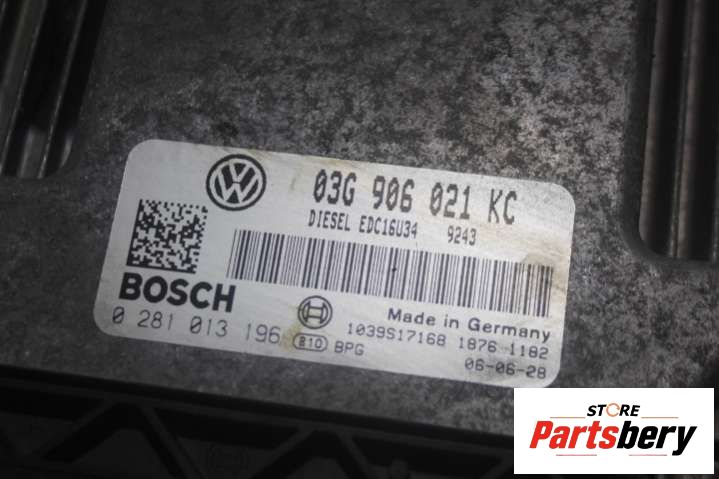 03G 906 021 KC
DIESEL EDC16U34 9243
BOSCH
Made in Germany
0 281 013 196
1039S17168 1876 1182
R10 BPG
06-06-28
STORE
Partsbery